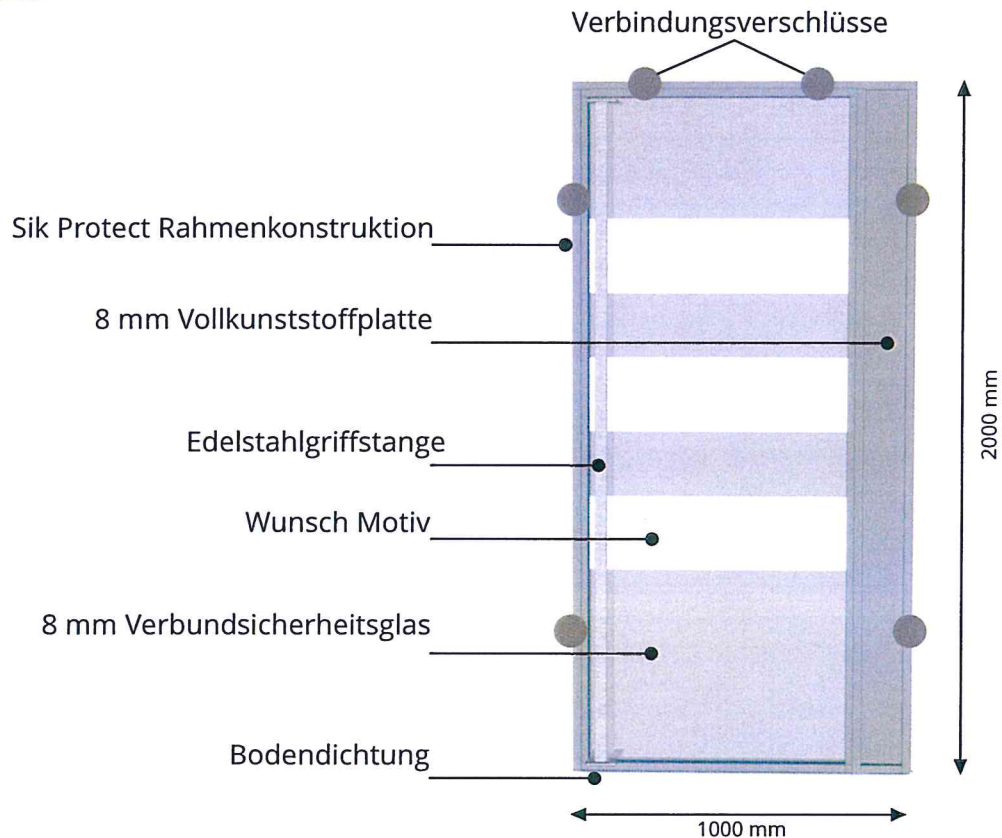 Verbindungsverschlüsse
Sik Protect Rahmenkonstruktion
8 mm Vollkunststoffplatte
Edelstahlgriffstange
Wunsch Motiv
8 mm Verbundsicherheitsglas
Bodendichtung
2000 mm
1000 mm